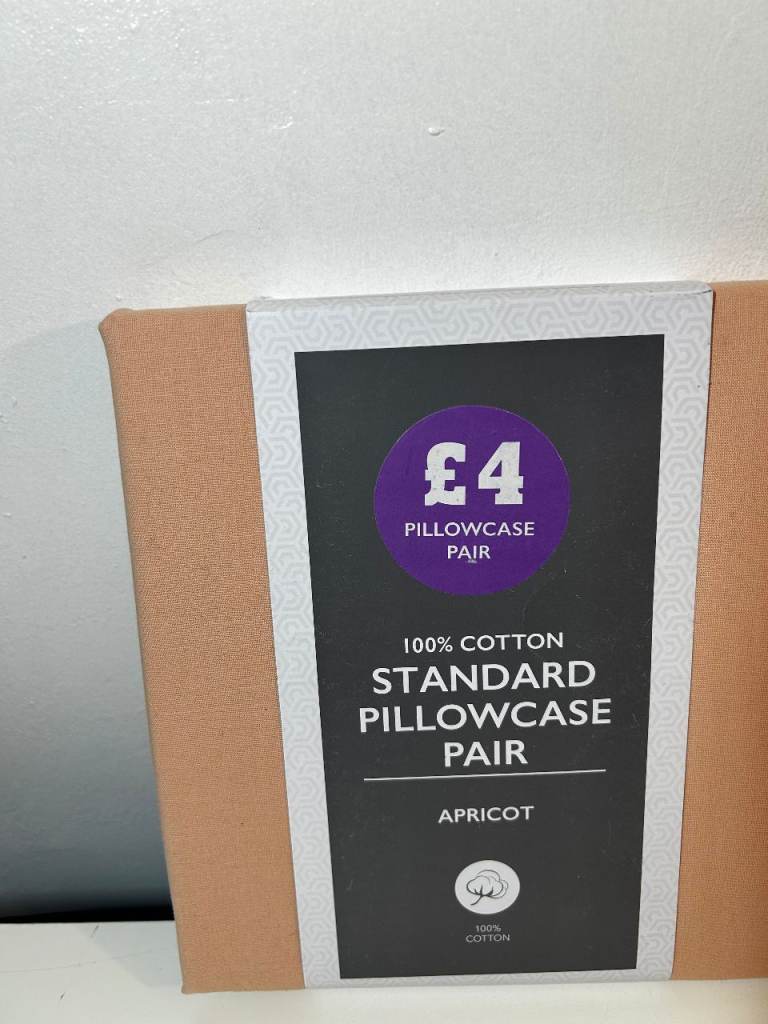 £4
PILLOWCASE
PAIR
100% COTTON
STANDARD
PILLOWCASE
PAIR
APRICOT
100%
COTTON